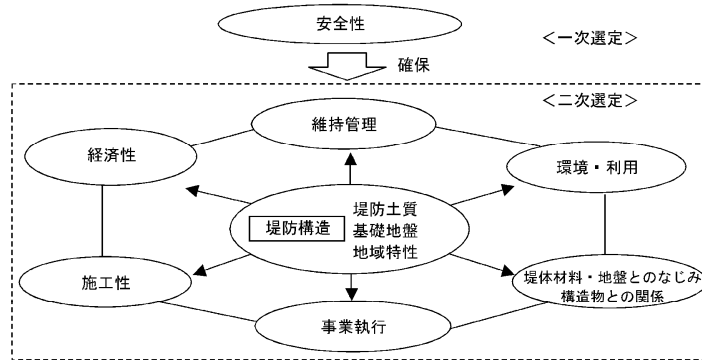 安全性
＜一次選定＞
確保
＜二次選定＞
維持管理
経済性
環境・利用
堤防構造
堤防土質
基礎地盤
地域特性
施工性
堤体材料・地盤とのなじみ
構造物との関係
事業執行